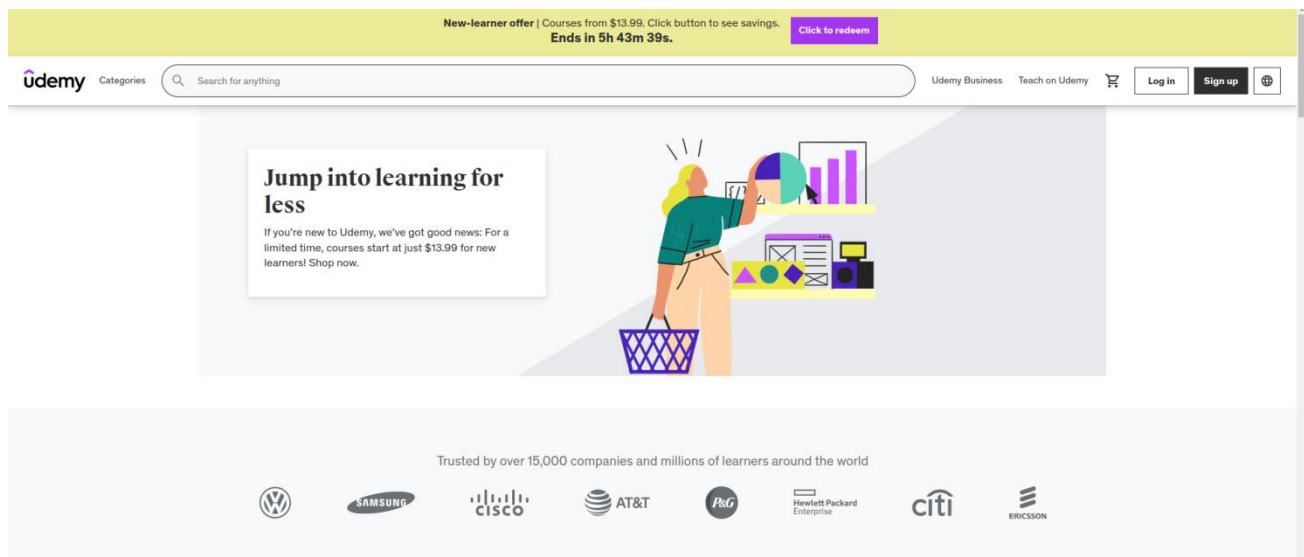 New-learner offer | Courses from $13.99. Click button to see savings.
Ends in 5h 43m 39s.
Click to redeem
ûdemy
Categories
Search for anything
Udemy Business
Teach on Udemy
Log in
Sign up
Jump into learning for
less
If you're new to Udemy, we've got good news: For a
limited time, courses start at just $13.99 for new
learners! Shop now.
Trusted by over 15,000 companies and millions of learners around the world
VW
SAMSUNG
CISCO
AT&T
P&G
Hewlett Packard
Enterprise
citi
ERICSSON